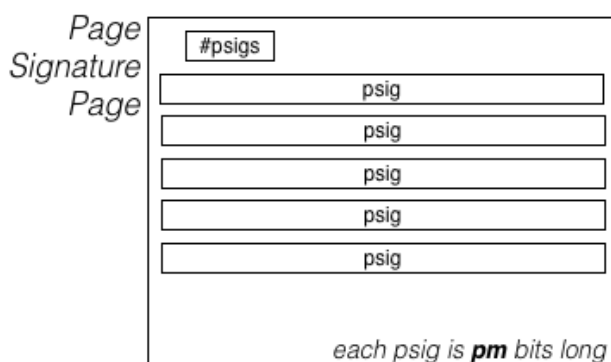 Page
Signature
Page
#psigs
psig
psig
psig
psig
psig
each psig is pm bits long